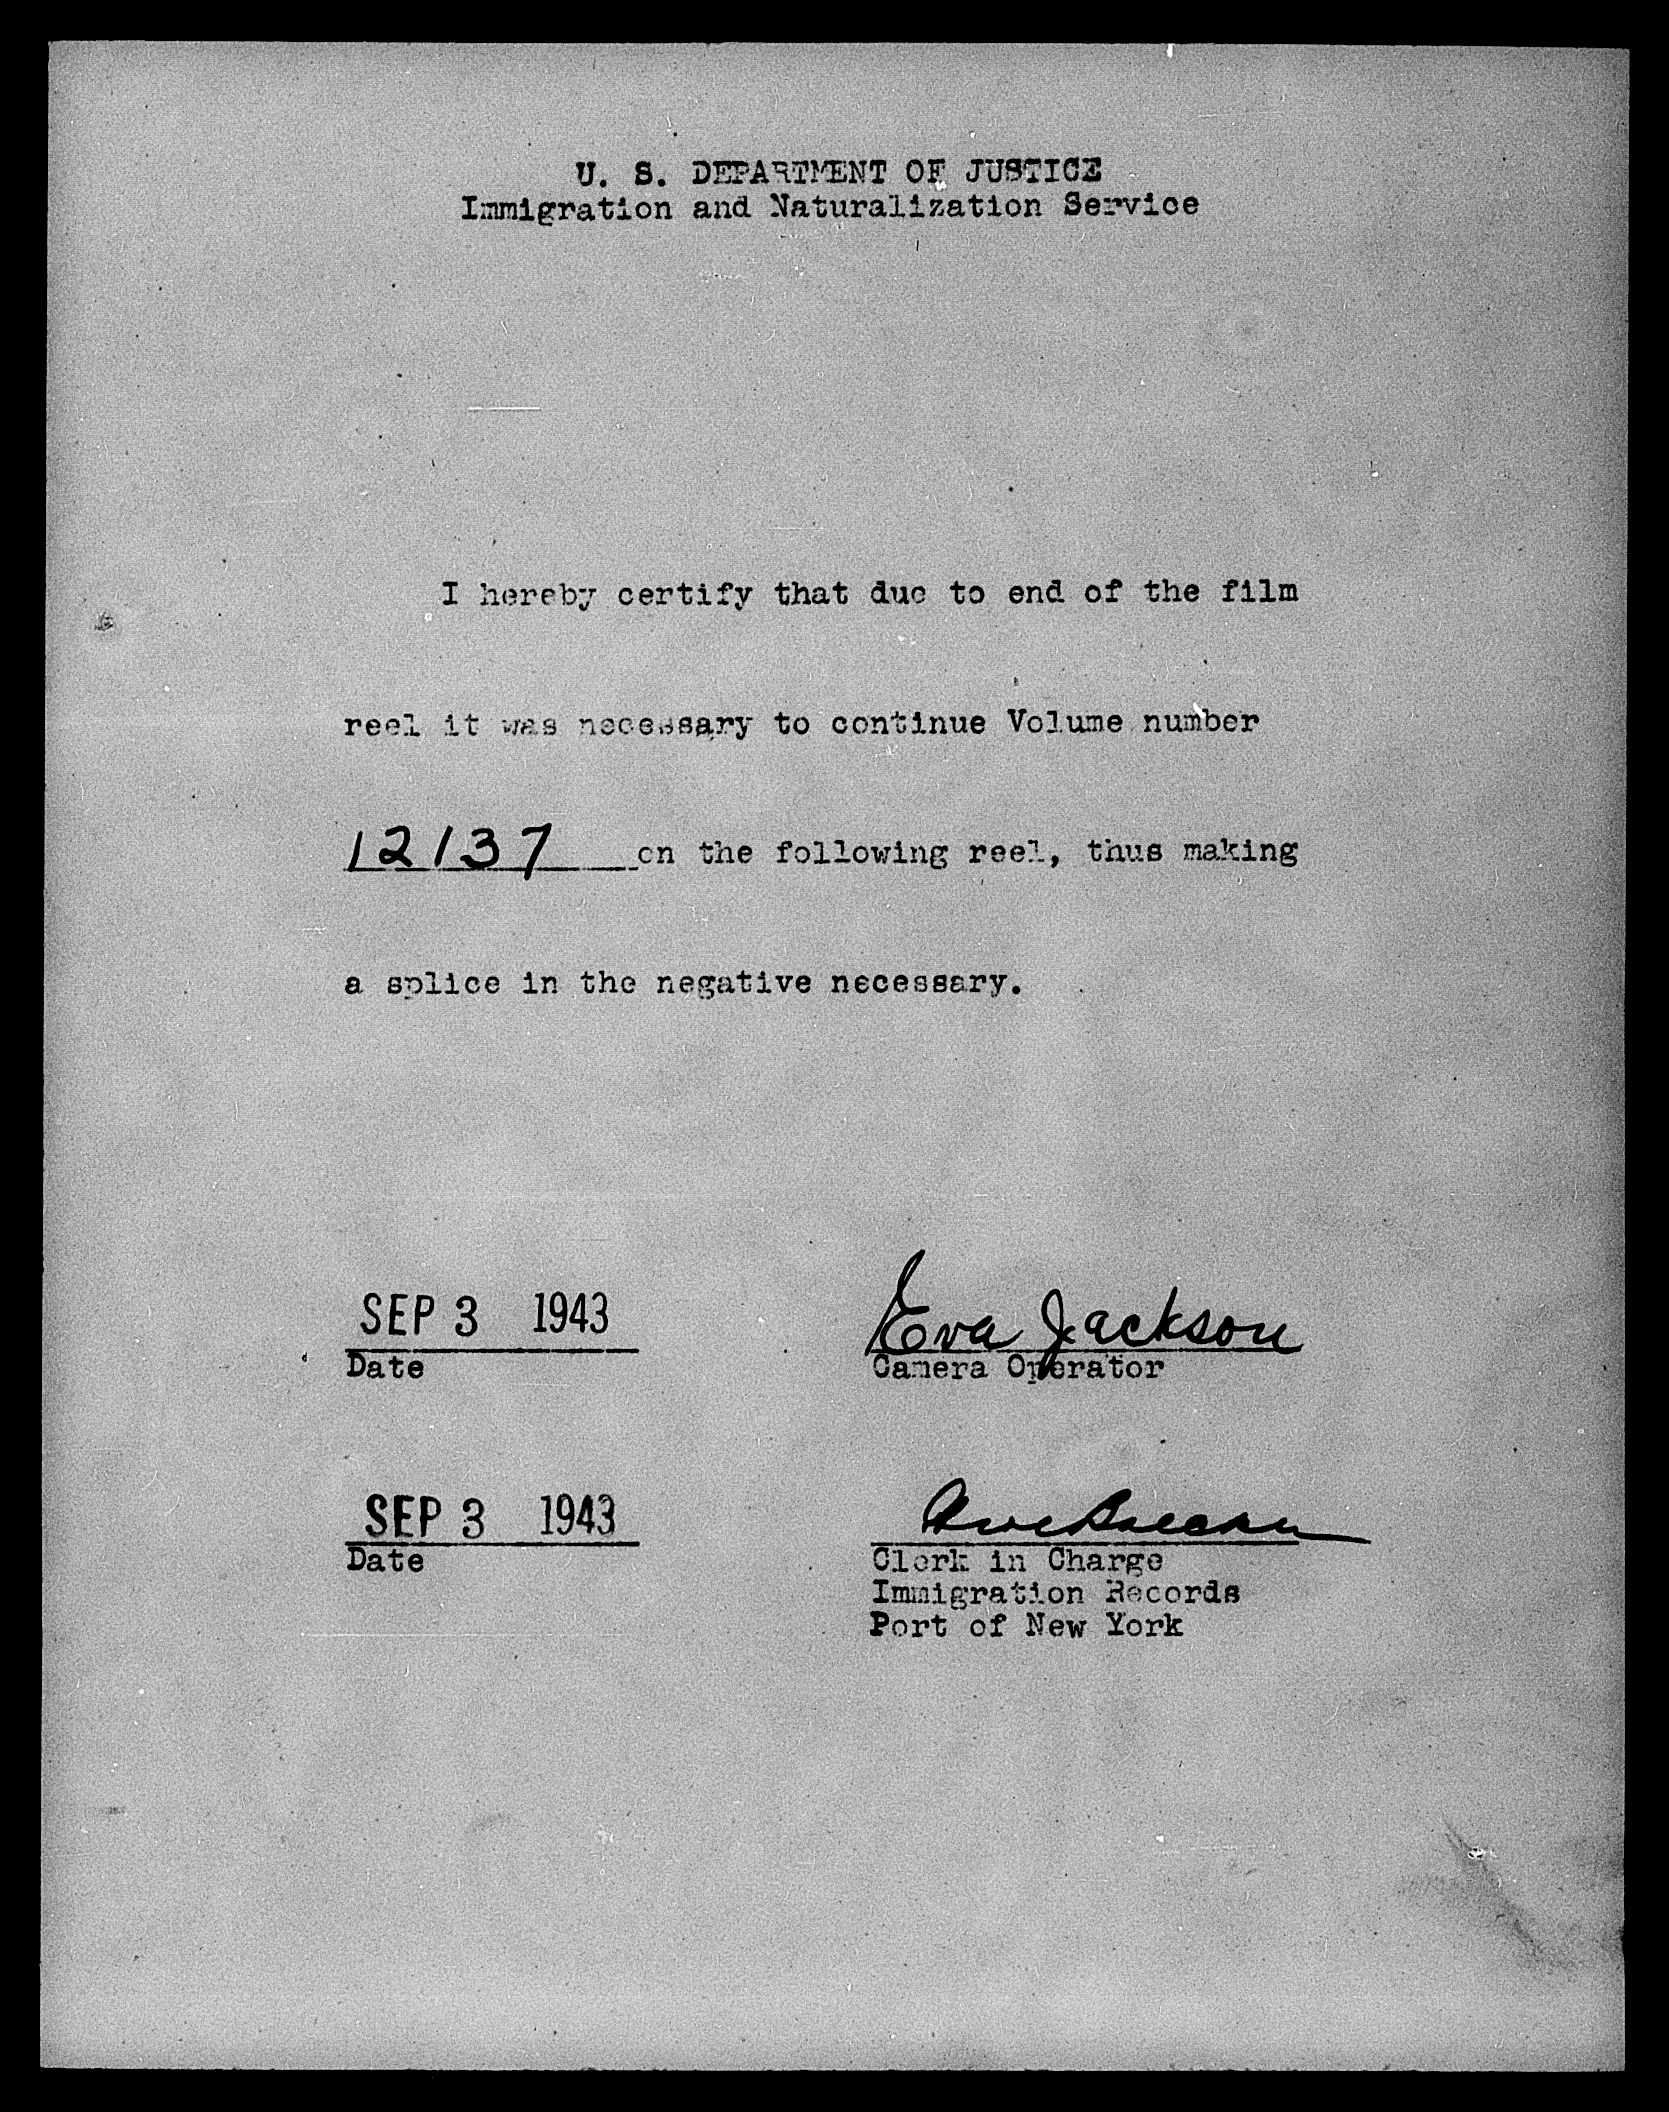 U. S. DEPARTMENT OF JUSTICE
Immigration and Naturalization Service
I hereby certify that due to end of the film
reel it was necessary to continue Volume number
12137 on the following reel, thus making
a splice in the negative necessary.
SEP 3 1943 Eva Jackson
Date Camera Operator
SEP 3 1943
Date Clerk in Charge
Immigration Records
Port of New York